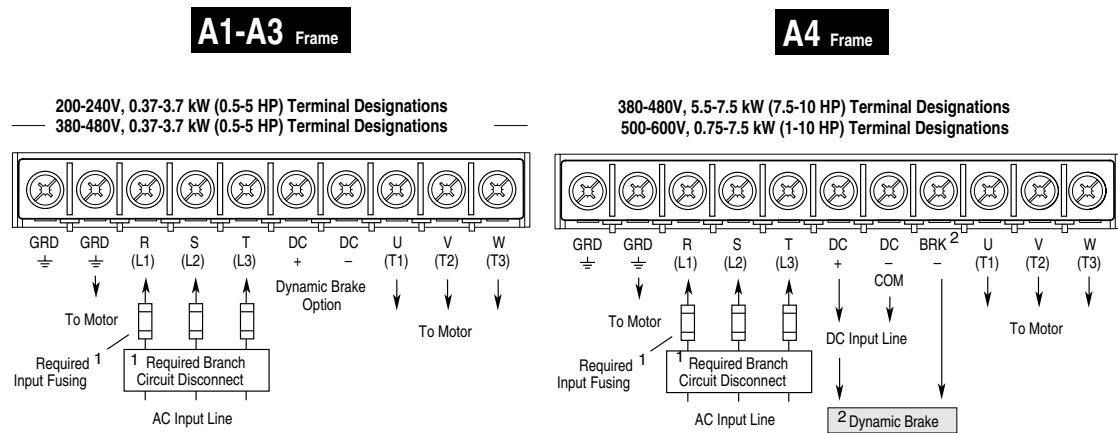 A1-A3 Frame
200-240V, 0.37-3.7 kW (0.5-5 HP) Terminal Designations
380-480V, 0.37-3.7 kW (0.5-5 HP) Terminal Designations
GRD GRD R S T DC DC U V W
(L1) (L2) (L3) + – (T1) (T2) (T3)
Dynamic Brake
Option
To Motor
To Motor
Required 1
Input Fusing
1 Required Branch
Circuit Disconnect
AC Input Line
A4 Frame
380-480V, 5.5-7.5 kW (7.5-10 HP) Terminal Designations
500-600V, 0.75-7.5 kW (1-10 HP) Terminal Designations
GRD GRD R S T DC DC BRK 2 U V W
(L1) (L2) (L3) + – – (T1) (T2) (T3)
COM
To Motor
To Motor
DC Input Line
Required 1
Input Fusing
1 Required Branch
Circuit Disconnect
AC Input Line
2 Dynamic Brake